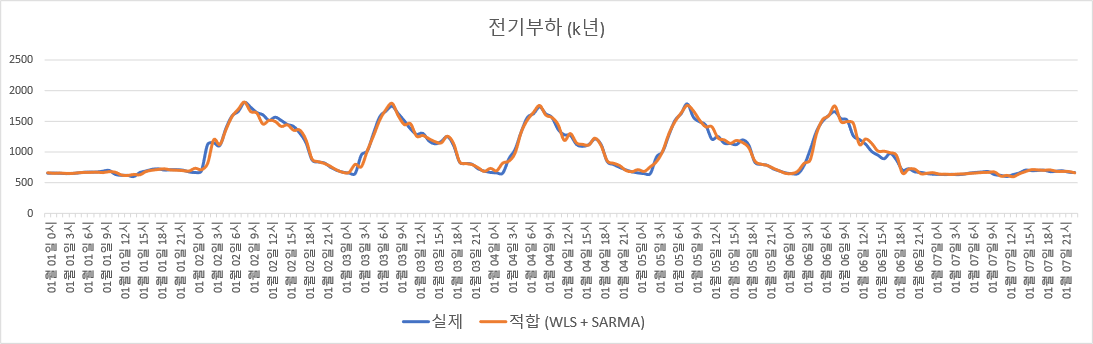 전기부하 (k년)
2500
2000
1500
1000
500
0
01월 01일 0시
01월 01일 3시
01월 01일 6시
01월 01일 9시
01월 01일 12시
01월 01일 15시
01월 01일 18시
01월 01일 21시
01월 02일 0시
01월 02일 3시
01월 02일 6시
01월 02일 9시
01월 02일 12시
01월 02일 15시
01월 02일 18시
01월 02일 21시
01월 03일 0시
01월 03일 3시
01월 03일 6시
01월 03일 9시
01월 03일 12시
01월 03일 15시
01월 03일 18시
01월 03일 21시
01월 04일 0시
01월 04일 3시
01월 04일 6시
01월 04일 9시
01월 04일 12시
01월 04일 15시
01월 04일 18시
01월 04일 21시
01월 05일 0시
01월 05일 3시
01월 05일 6시
01월 05일 9시
01월 05일 12시
01월 05일 15시
01월 05일 18시
01월 05일 21시
01월 06일 0시
01월 06일 3시
01월 06일 6시
01월 06일 9시
01월 06일 12시
01월 06일 15시
01월 06일 18시
01월 06일 21시
01월 07일 0시
01월 07일 3시
01월 07일 6시
01월 07일 9시
01월 07일 12시
01월 07일 15시
01월 07일 18시
01월 07일 21시
실제 적합 (WLS + SARMA)